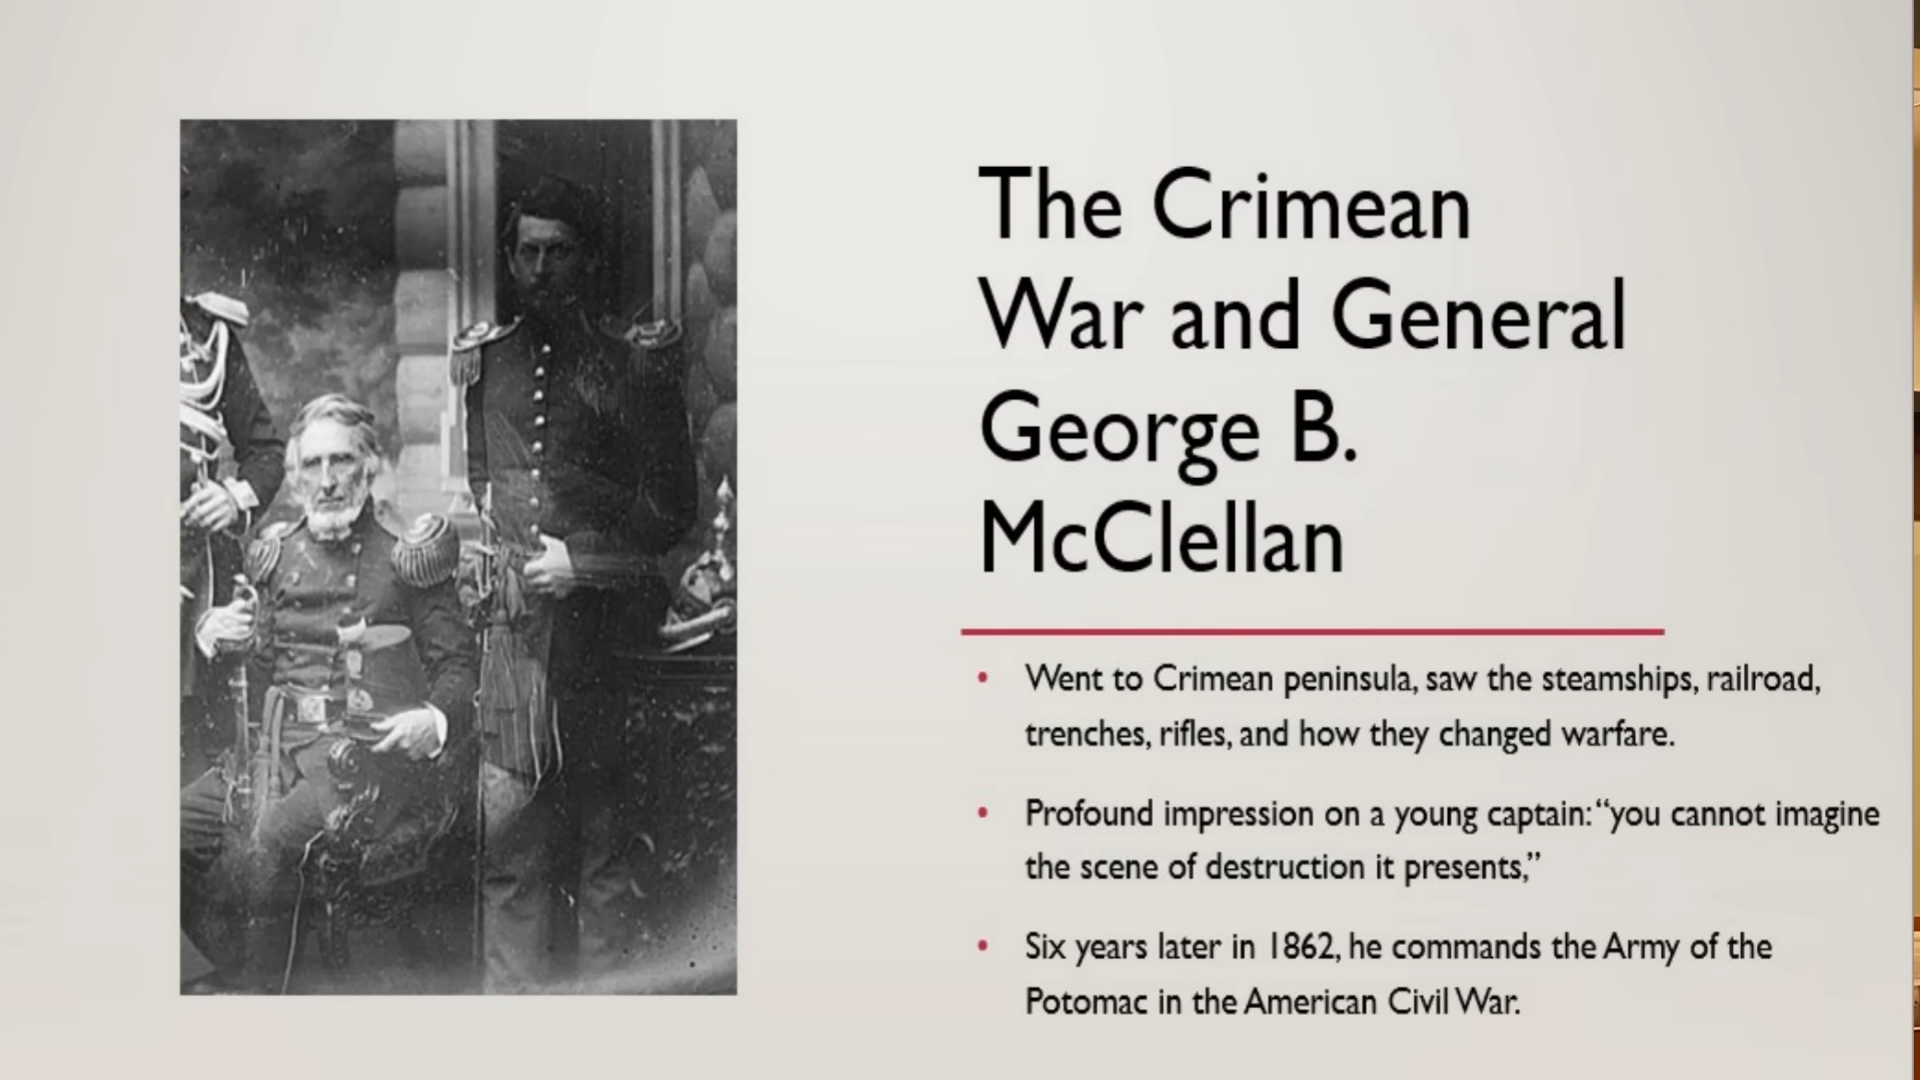 The Crimean
War and General
George B.
McClellan
• Went to Crimean peninsula, saw the steamships, railroad,
trenches, rifles, and how they changed warfare.
• Profound impression on a young captain: “you cannot imagine
the scene of destruction it presents,”
• Six years later in 1862, he commands the Army of the
Potomac in the American Civil War.